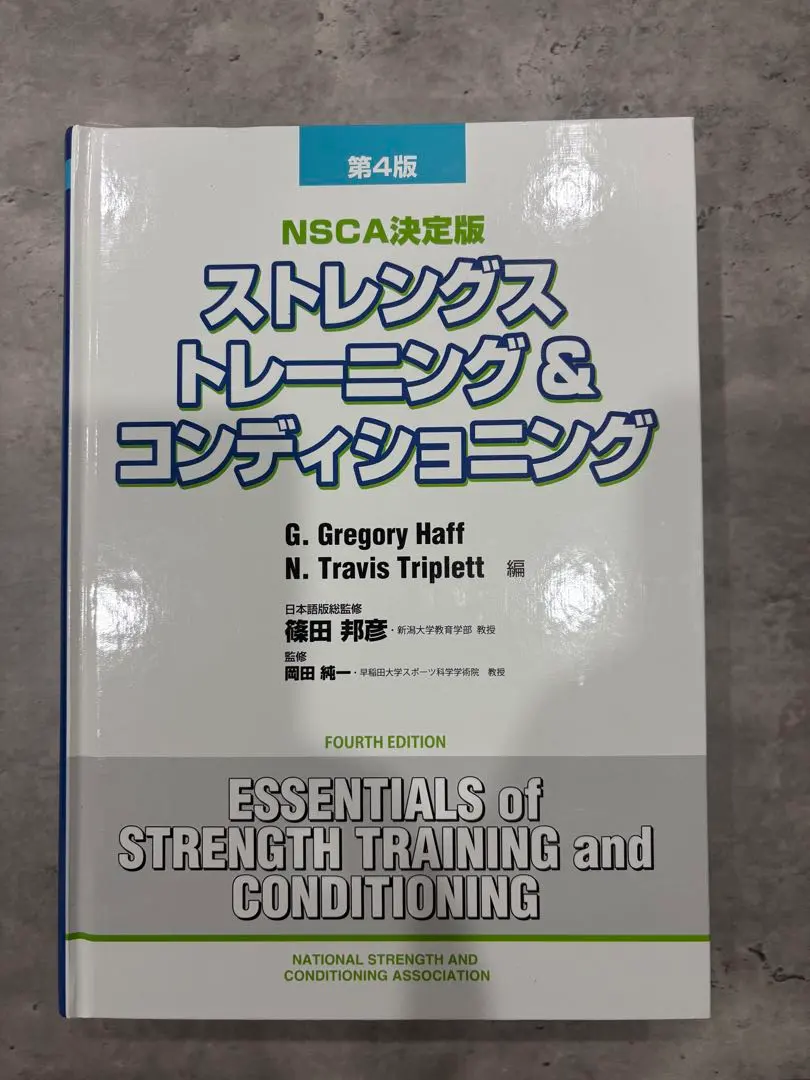 第4版
NSCA決定版
ストレングス
トレーニング&
コンディショニング
G. Gregory Haff
N. Travis Triplett 編
日本語版総監修
篠田 邦彦・新潟大学教育学部 教授
監修
岡田 純一・早稲田大学スポーツ科学学術院 教授
FOURTH EDITION
ESSENTIALS of
STRENGTH TRAINING and
CONDITIONING
NATIONAL STRENGTH AND
CONDITIONING ASSOCIATION